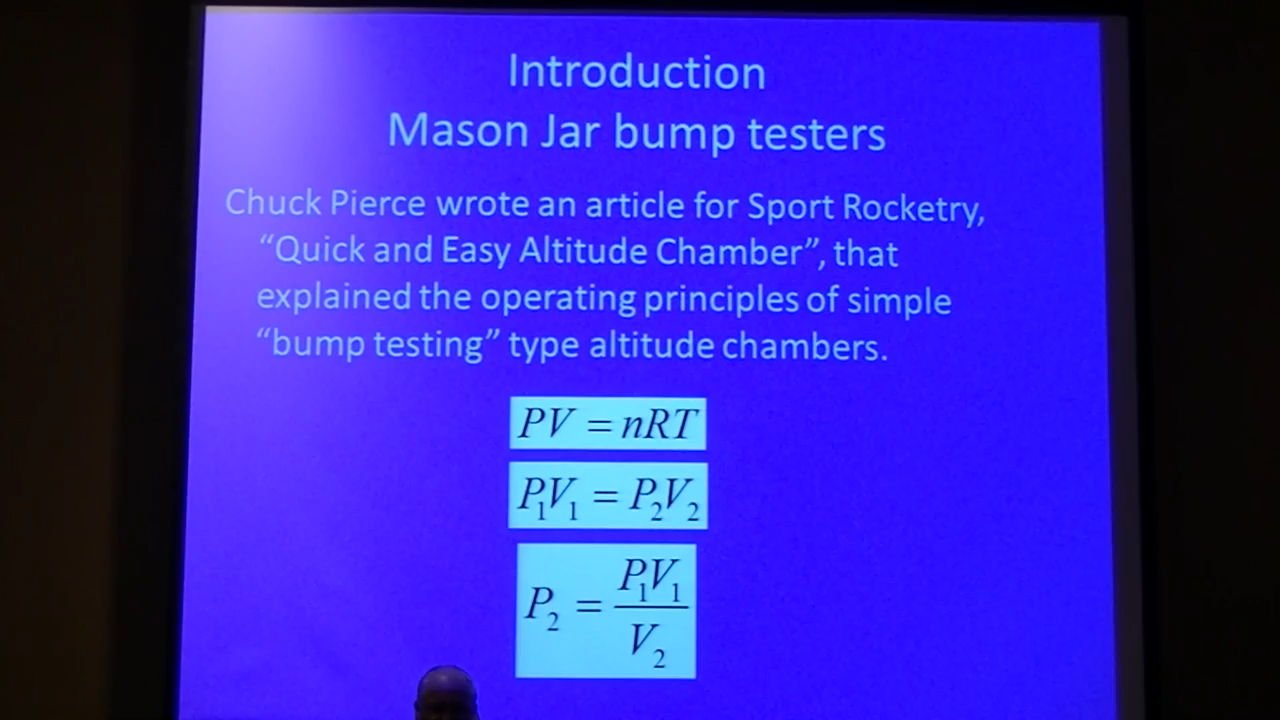 Introduction
Mason Jar bump testers
Chuck Pierce wrote an article for Sport Rocketry,
“Quick and Easy Altitude Chamber”, that
explained the operating principles of simple
“bump testing” type altitude chambers.
PV = nRT
P₁V₁ = P₂V₂
P₂ = P₁V₁ / V₂